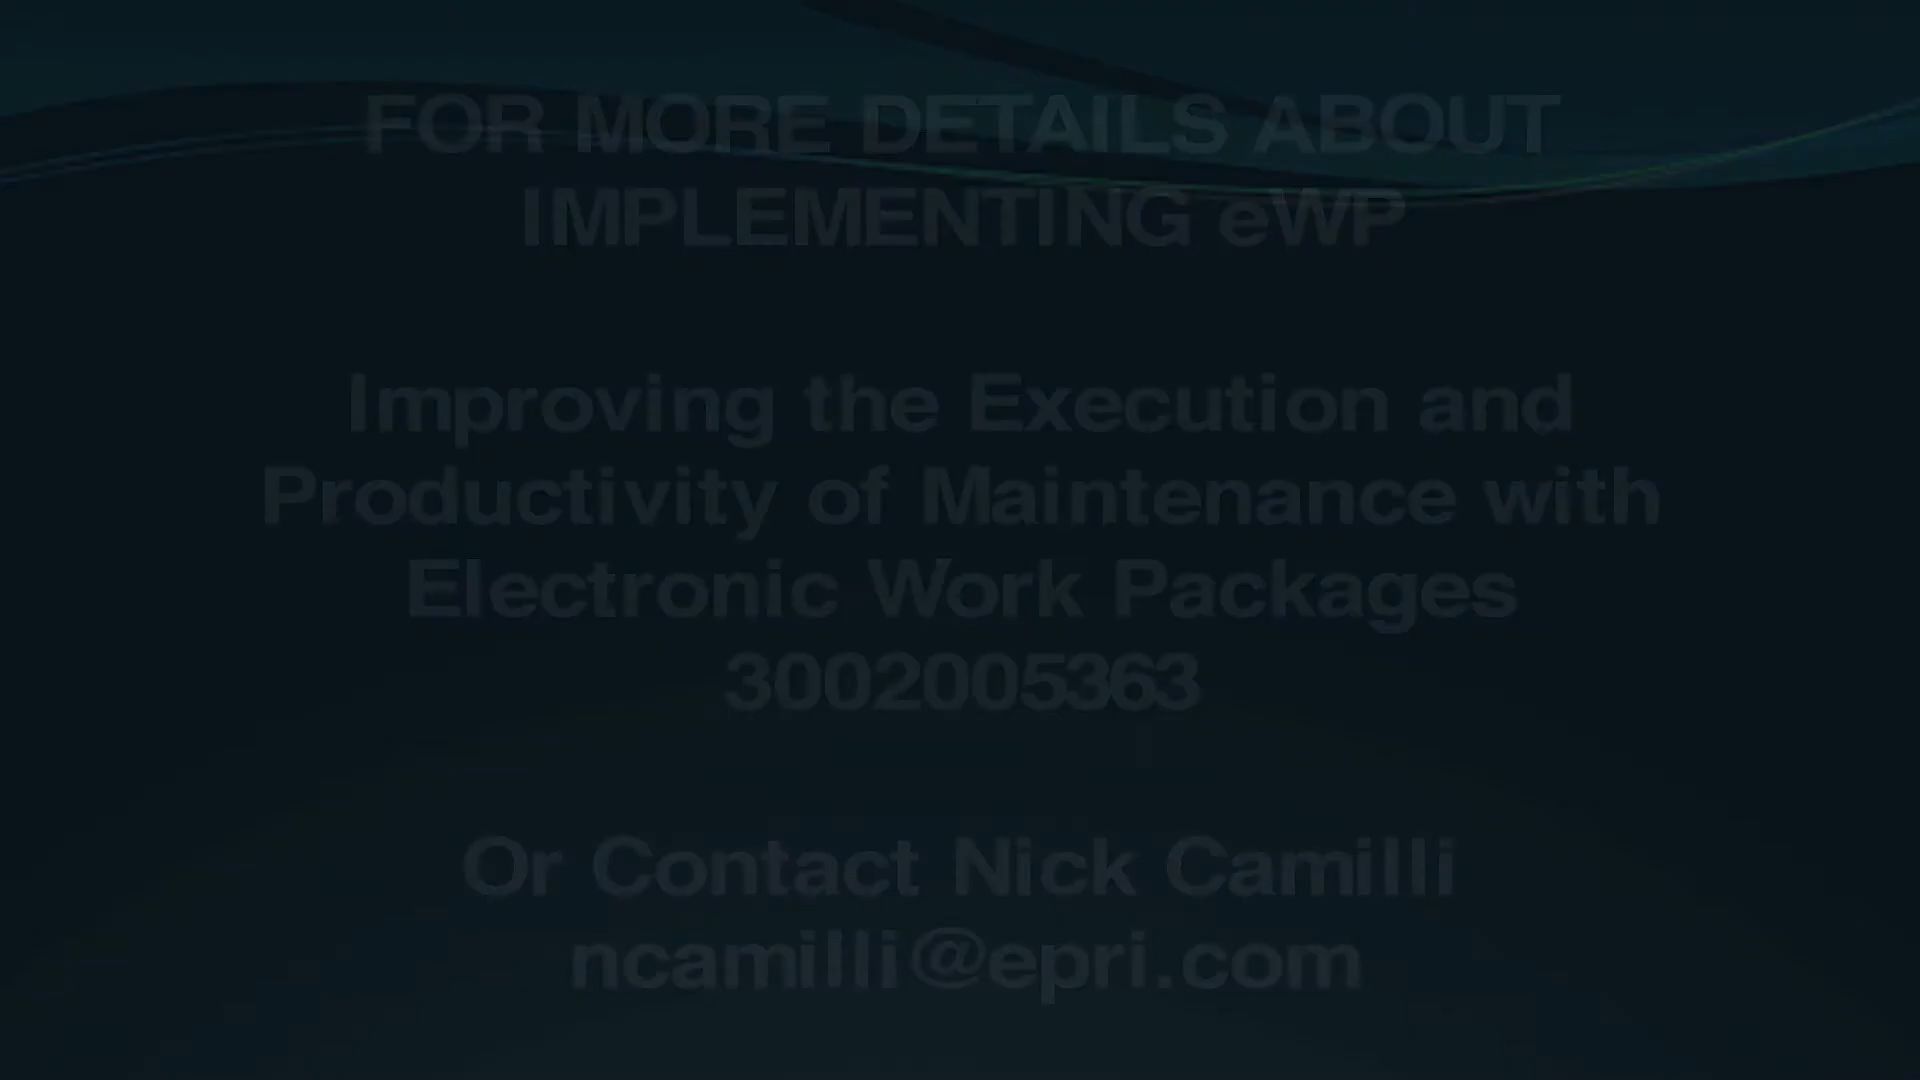 FOR MORE DETAILS ABOUT
IMPLEMENTING eWP
Improving the Execution and
Productivity of Maintenance with
Electronic Work Packages
3002005363
Or Contact Nick Camilli
ncamilli@epri.com